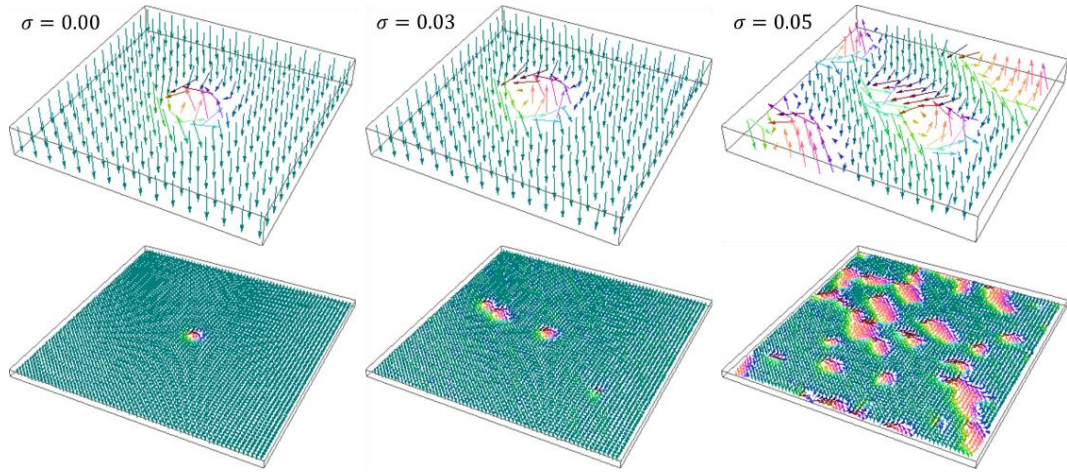 σ = 0.00
σ = 0.03
σ = 0.05